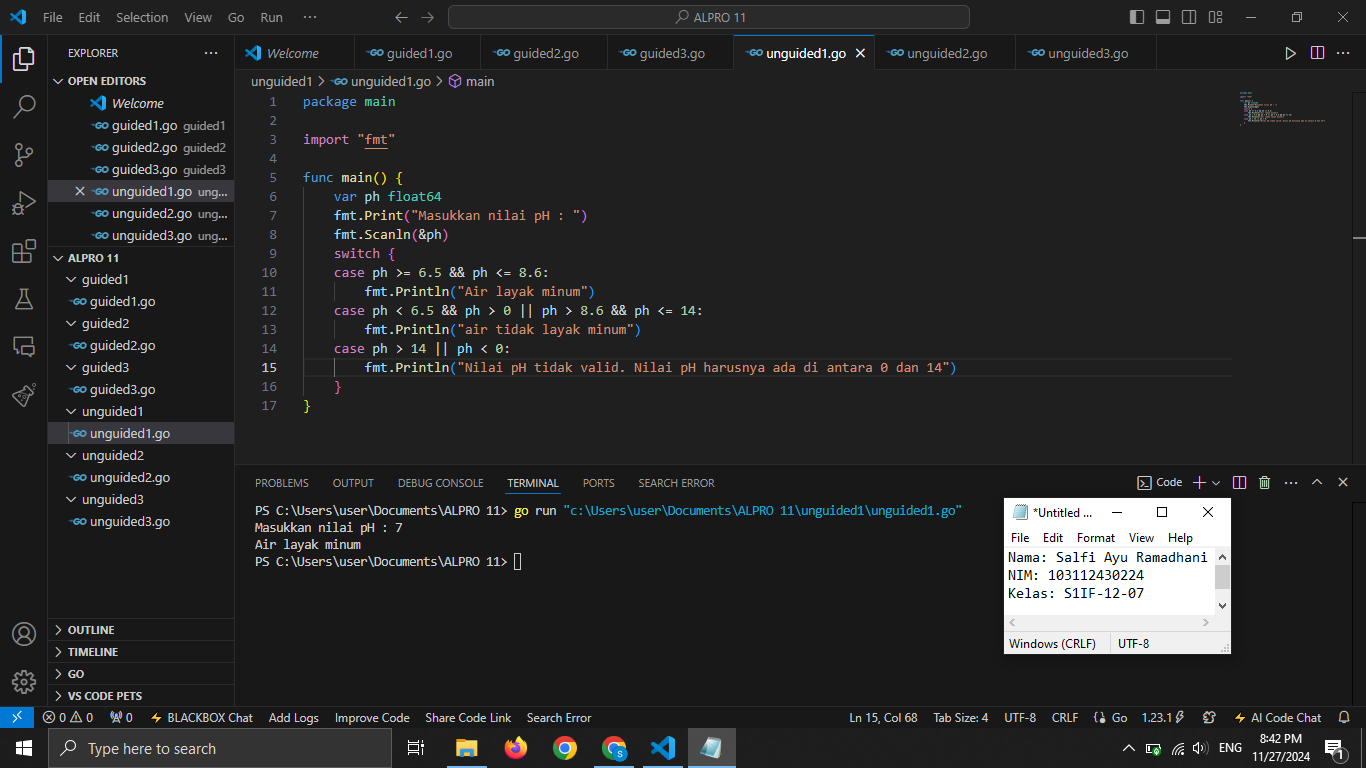 File Edit Selection View Go Run ···
ALPRO 11
EXPLORER
OPEN EDITORS
Welcome
guided1.go guided1
guided2.go guided2
guided3.go guided3
unguided1.go ung...
unguided2.go ung...
unguided3.go ung...
ALPRO 11
guided1
guided1.go
guided2
guided2.go
guided3
guided3.go
unguided1
unguided1.go
unguided2
unguided2.go
unguided3
unguided3.go
OUTLINE
TIMELINE
GO
VS CODE PETS
Welcome guided1.go guided2.go guided3.go unguided1.go unguided2.go unguided3.go
unguided1 > unguided1.go > main
1 package main
2
3 import "fmt"
4
5 func main() {
6 var ph float64
7 fmt.Print("Masukkan nilai pH : ")
8 fmt.Scanln(&ph)
9 switch {
10 case ph >= 6.5 && ph <= 8.6:
11 fmt.Println("Air layak minum")
12 case ph < 6.5 && ph > 0 || ph > 8.6 && ph <= 14:
13 fmt.Println("air tidak layak minum")
14 case ph > 14 || ph < 0:
15 fmt.Println("Nilai pH tidak valid. Nilai pH harusnya ada di antara 0 dan 14")
16 }
17 }
PROBLEMS OUTPUT DEBUG CONSOLE TERMINAL PORTS SEARCH ERROR
Code
PS C:\Users\user\Documents\ALPRO 11> go run "c:\Users\user\Documents\ALPRO 11\unguided1\unguided1.go"
Masukkan nilai pH : 7
Air layak minum
PS C:\Users\user\Documents\ALPRO 11>
*Untitled ...
File Edit Format View Help
Nama: Salfi Ayu Ramadhani
NIM: 103112430224
Kelas: S1IF-12-07
Windows (CRLF) UTF-8
0 0 0 BLACKBOX Chat Add Logs Improve Code Share Code Link Search Error
Ln 15, Col 68 Tab Size: 4 UTF-8 CRLF Go 1.23.1 AI Code Chat
Type here to search
ENG
8:42 PM
11/27/2024
1